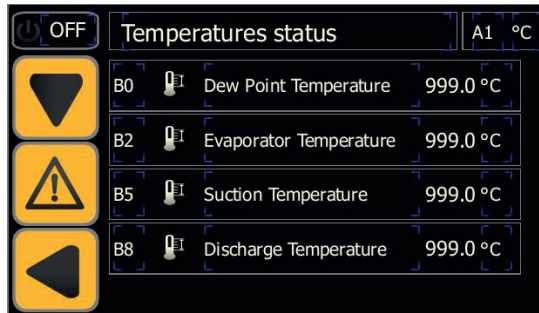 OFF Temperatures status A1 °C
B0 Dew Point Temperature 999.0 °C
B2 Evaporator Temperature 999.0 °C
B5 Suction Temperature 999.0 °C
B8 Discharge Temperature 999.0 °C